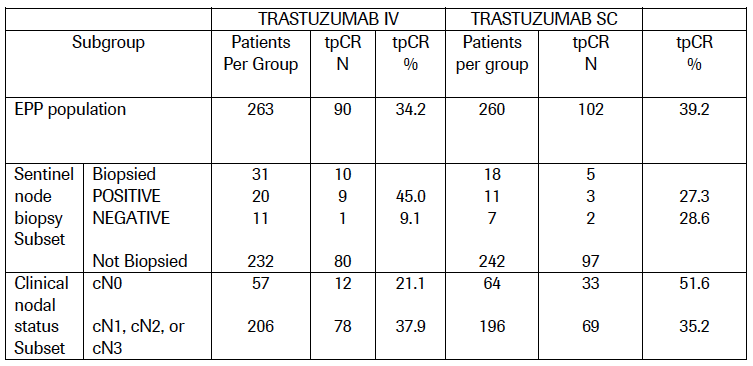 TRASTUZUMAB IV TRASTUZUMAB SC
Subgroup Patients Per Group tpCR N tpCR % Patients per group tpCR N tpCR %
EPP population 263 90 34.2 260 102 39.2
Sentinel node biopsy Subset Biopsied 31 10 18 5
POSITIVE 20 9 45.0 11 3 27.3
NEGATIVE 11 1 9.1 7 2 28.6
Not Biopsied 232 80 242 97
Clinical nodal status Subset cN0 57 12 21.1 64 33 51.6
cN1, cN2, or cN3 206 78 37.9 196 69 35.2